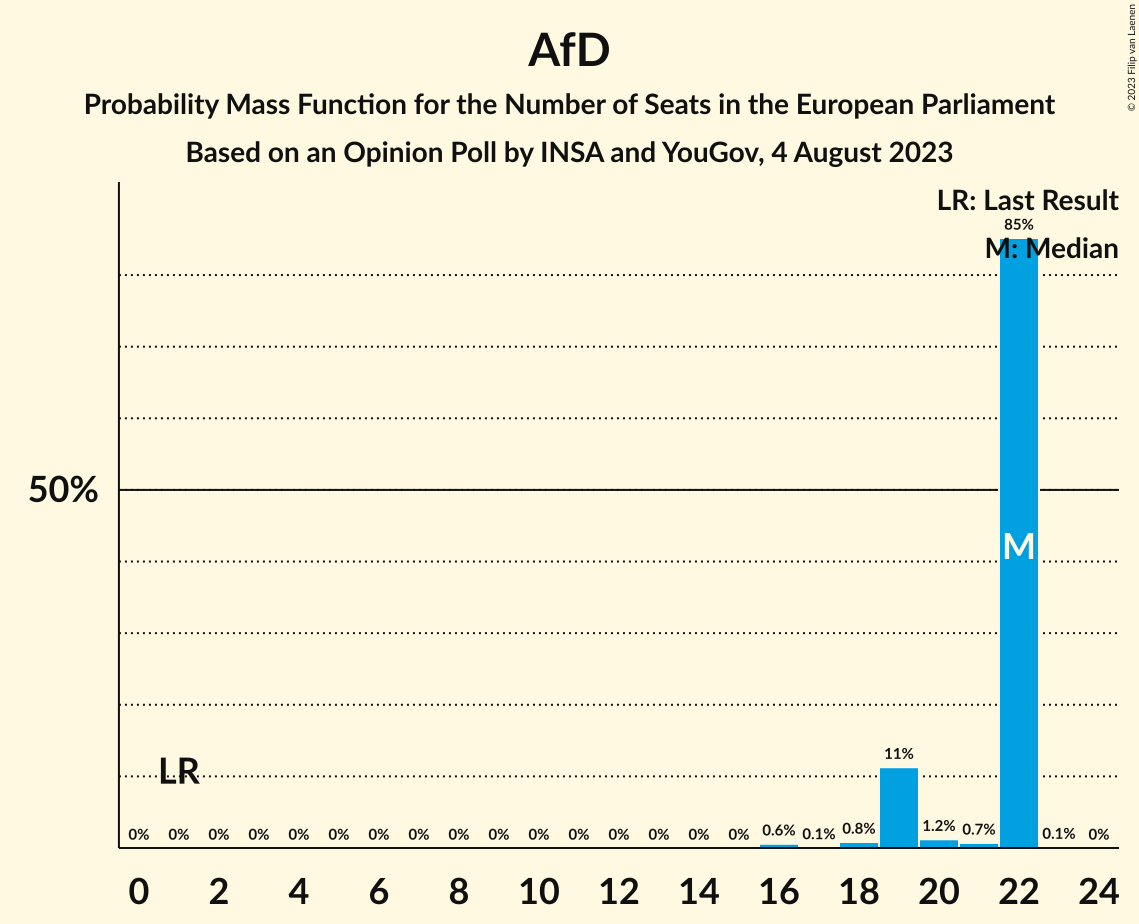 © 2023 Filip van Laenen
AfD
Probability Mass Function for the Number of Seats in the European Parliament
Based on an Opinion Poll by INSA and YouGov, 4 August 2023
LR: Last Result
85%
M: Median
50%
M
11%
LR
0% 0% 0% 0% 0% 0% 0% 0% 0% 0% 0% 0% 0% 0% 0% 0% 0.6% 0.1% 0.8% 1.2% 0.7% 0.1% 0%
0 2 4 6 8 10 12 14 16 18 20 22 24